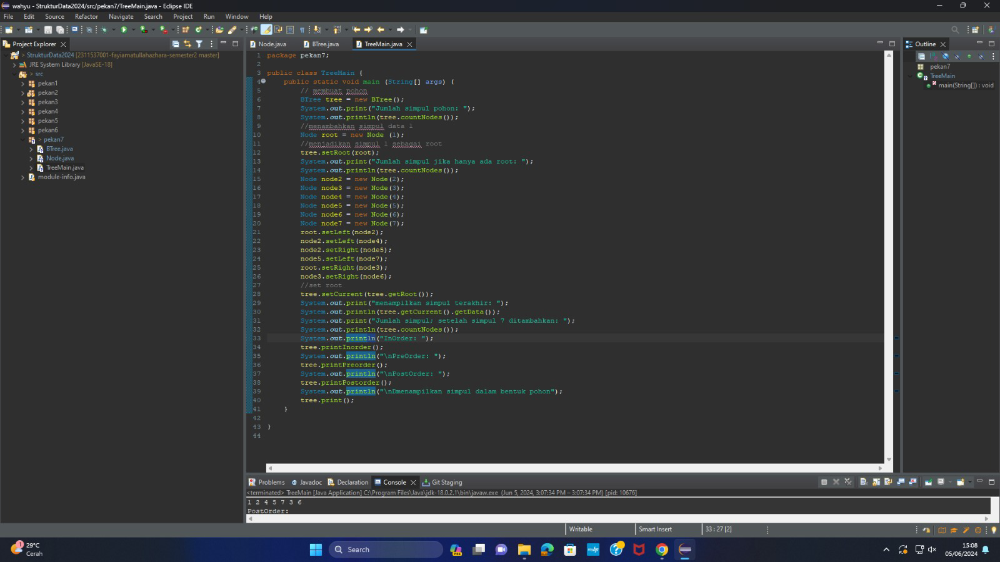 wahyu - StrukturData2024/src/pekan7/TreeMain.java - Eclipse IDE
File Edit Source Refactor Navigate Search Project Run Window Help
Project Explorer
Node.java BTree.java TreeMain.java
Outline
> StrukturData2024 [2311537001-fayiamatullahazhara-semester2 master]
JRE System Library [JavaSE-18]
> src
pekan1
pekan2
pekan3
pekan4
pekan5
pekan6
> pekan7
BTree.java
Node.java
TreeMain.java
module-info.java
1 package pekan7;
2
3 public class TreeMain {
4 public static void main (String[] args) {
5 // membuat pohon
6 BTree tree = new BTree();
7 System.out.print("Jumlah simpul pohon: ");
8 System.out.println(tree.countNodes());
9 //menambahkan simpul data 1
10 Node root = new Node (1);
11 //menjadikan simpul 1 sebagai root
12 tree.setRoot(root);
13 System.out.print("Jumlah simpul jika hanya ada root: ");
14 System.out.println(tree.countNodes());
15 Node node2 = new Node(2);
16 Node node3 = new Node(3);
17 Node node4 = new Node(4);
18 Node node5 = new Node(5);
19 Node node6 = new Node(6);
20 Node node7 = new Node(7);
21 root.setLeft(node2);
22 node2.setLeft(node4);
23 node2.setRight(node5);
24 node5.setLeft(node7);
25 root.setRight(node3);
26 node3.setRight(node6);
27 //set root
28 tree.setCurrent(tree.getRoot());
29 System.out.print("menampilkan simpul terakhir: ");
30 System.out.println(tree.getCurrent().getData());
31 System.out.print("Jumlah simpul; setelah simpul 7 ditambahkan: ");
32 System.out.println(tree.countNodes());
33 System.out.println("InOrder: ");
34 tree.printInorder();
35 System.out.println("\nPreOrder: ");
36 tree.printPreorder();
37 System.out.println("\nPostOrder: ");
38 tree.printPostorder();
39 System.out.println("\nDmenampilkan simpul dalam bentuk pohon");
40 tree.print();
41 }
42
43 }
44
pekan7
TreeMain
main(String[]) : void
Problems Javadoc Declaration Console Git Staging
<terminated> TreeMain [Java Application] C:\Program Files\Java\jdk-18.0.2.1\bin\javaw.exe (Jun 5, 2024, 3:07:34 PM – 3:07:34 PM) [pid: 10676]
1 2 4 5 7 3 6
PostOrder:
Writable Smart Insert 33 : 27 [2]
1
29°C
Cerah
Search
PRE
15:08
05/06/2024